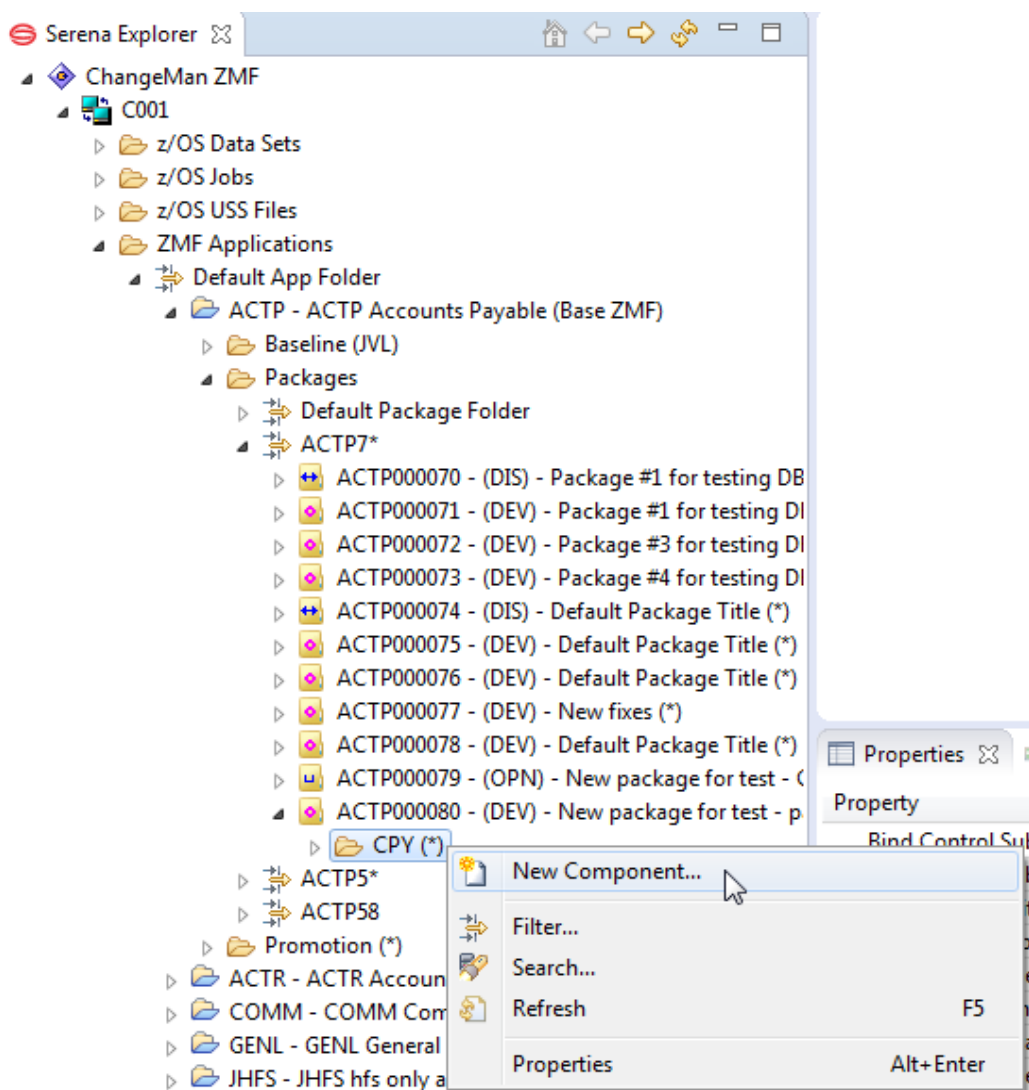 Serena Explorer
ChangeMan ZMF
C001
z/OS Data Sets
z/OS Jobs
z/OS USS Files
ZMF Applications
Default App Folder
ACTP - ACTP Accounts Payable (Base ZMF)
Baseline (JVL)
Packages
Default Package Folder
ACTP7*
ACTP000070 - (DIS) - Package #1 for testing DB
ACTP000071 - (DEV) - Package #1 for testing
ACTP000072 - (DEV) - Package #3 for testing
ACTP000073 - (DEV) - Package #4 for testing
ACTP000074 - (DIS) - Default Package Title (*)
ACTP000075 - (DEV) - Default Package Title (*)
ACTP000076 - (DEV) - Default Package Title (*)
ACTP000077 - (DEV) - New fixes (*)
ACTP000078 - (DEV) - Default Package Title (*)
Properties
ACTP000079 - (OPN) - New package for test -
ACTP000080 - (DEV) - New package for test - p
Property
CPY (*)
Bind Control Sub
New Component...
ACTP5*
ACTP58
Filter...
Promotion (*)
Search...
ACTR - ACTR Accoun
COMM - COMM Com
Refresh F5
GENL - GENL General
Properties Alt+Enter
JHFS - JHFS hfs only a